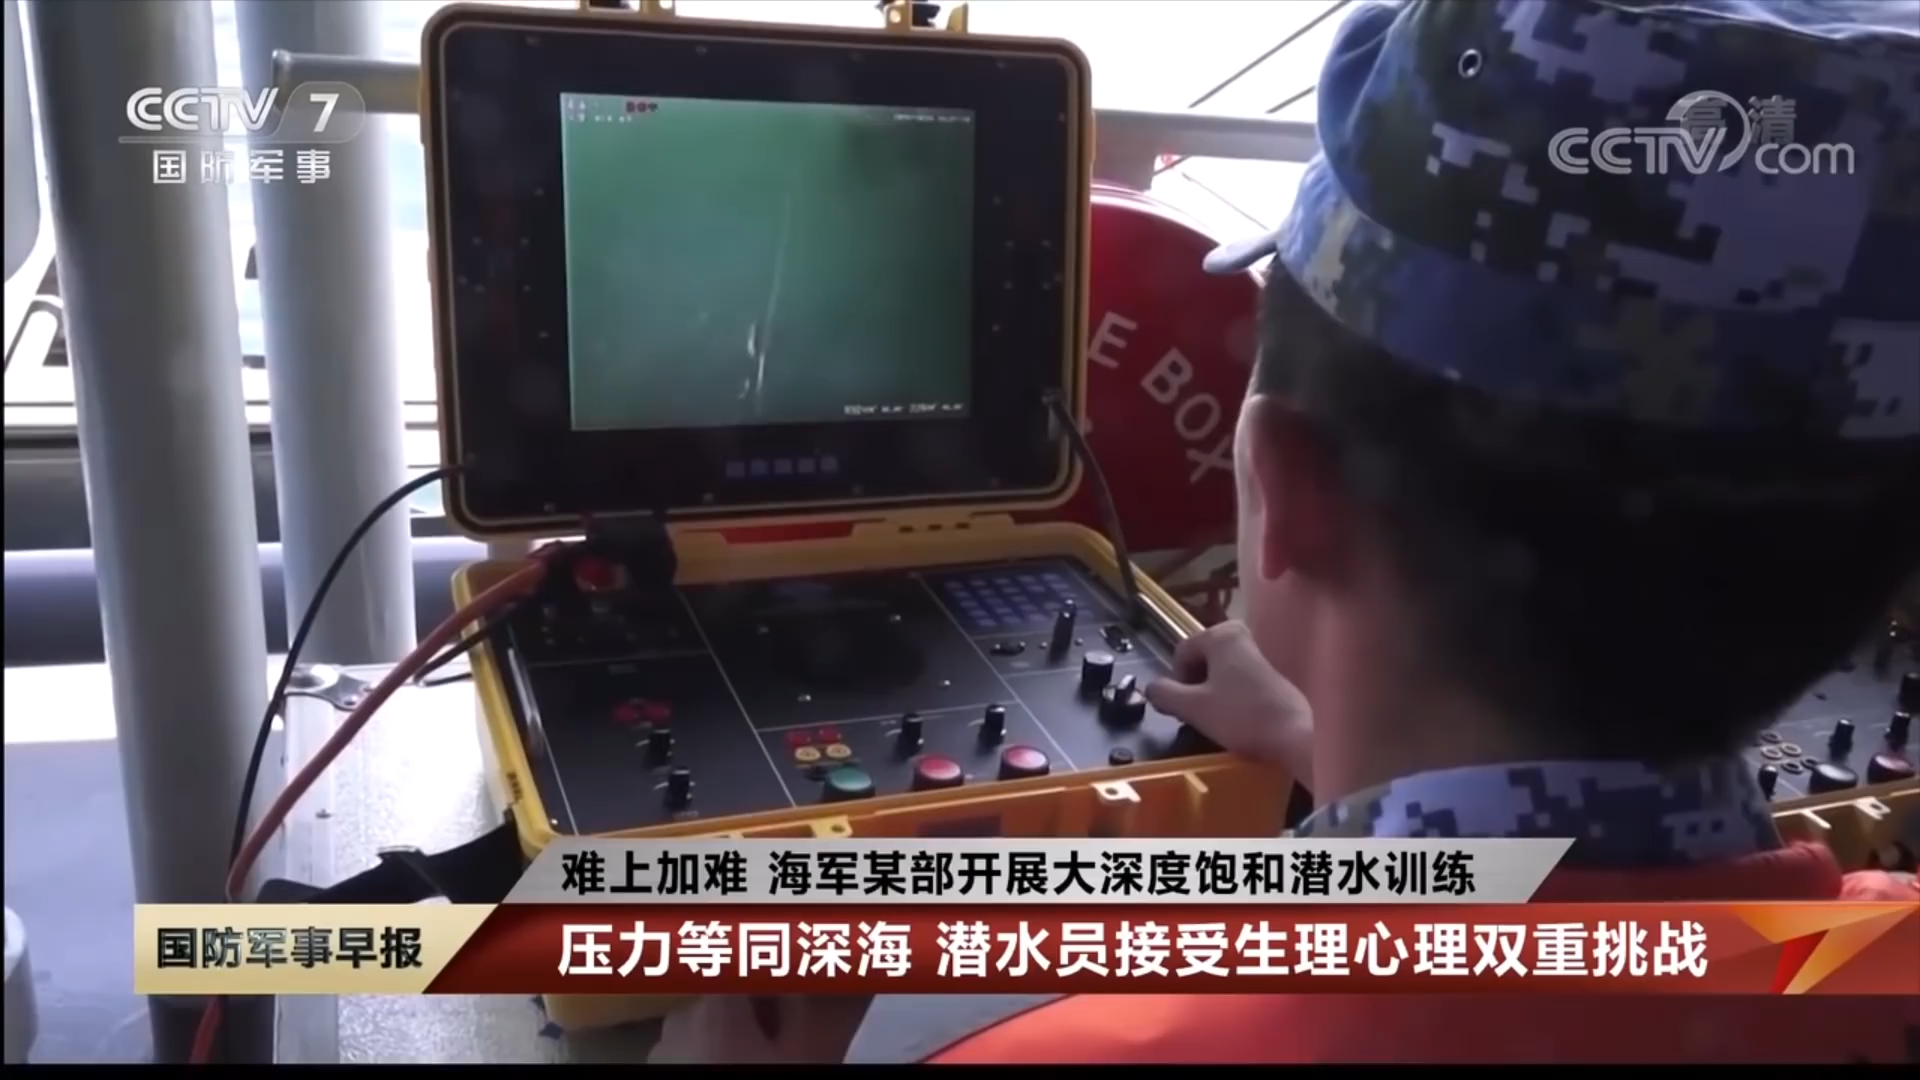 CCTV 7
国防军事
高清
CCTV.com
E BOX
难上加难 海军某部开展大深度饱和潜水训练
国防军事早报
压力等同深海 潜水员接受生理心理双重挑战